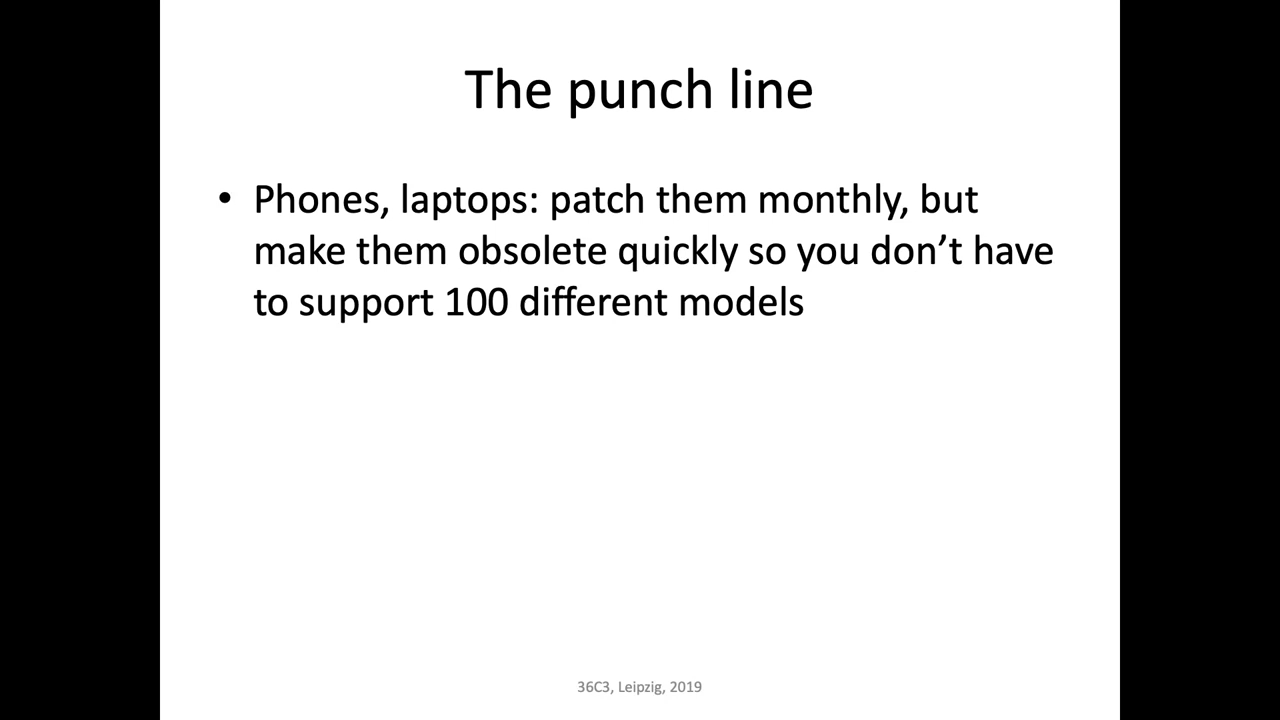 The punch line
• Phones, laptops: patch them monthly, but
make them obsolete quickly so you don’t have
to support 100 different models
36C3, Leipzig, 2019